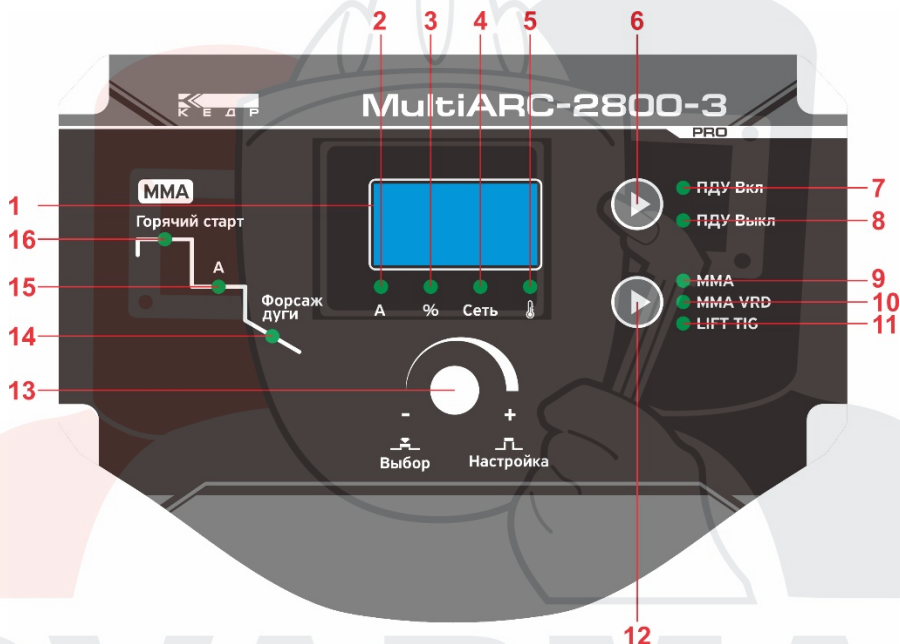 2 3 4 5 6
КЕДР MultiARC-2800-3
PRO
MMA
1
ПДУ Вкл 7
Горячий старт
16
ПДУ Выкл 8
15 А
ММА 9
MMA VRD 10
LIFT TIG 11
Форсаж
дуги
14
А % Сеть
13
- +
Выбор Настройка
12